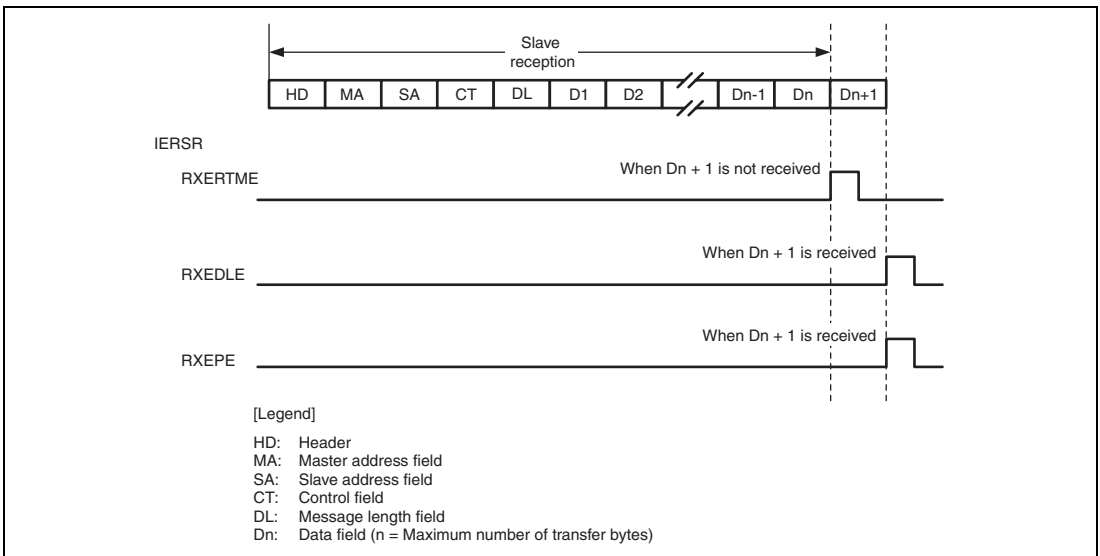 Slave
reception
HD MA SA CT DL D1 D2 Dn-1 Dn Dn+1
IERSR
When Dn + 1 is not received
RXERTME
When Dn + 1 is received
RXEDLE
When Dn + 1 is received
RXEPE
[Legend]
HD: Header
MA: Master address field
SA: Slave address field
CT: Control field
DL: Message length field
Dn: Data field (n = Maximum number of transfer bytes)